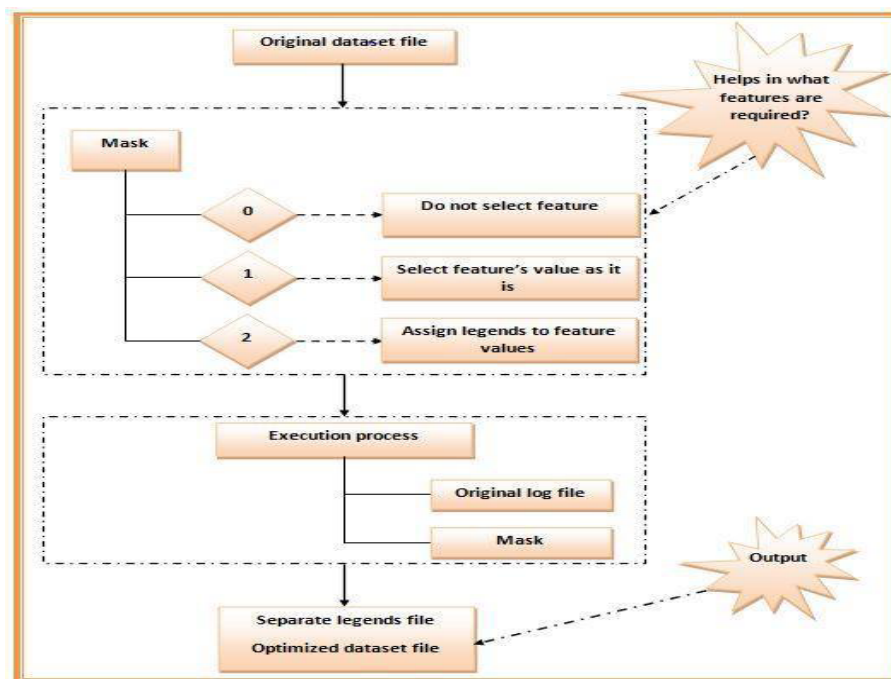 Original dataset file
Helps in what
features are
required?
Mask
0
Do not select feature
1
Select feature's value as it
is
2
Assign legends to feature
values
Execution process
Original log file
Mask
Output
Separate legends file
Optimized dataset file